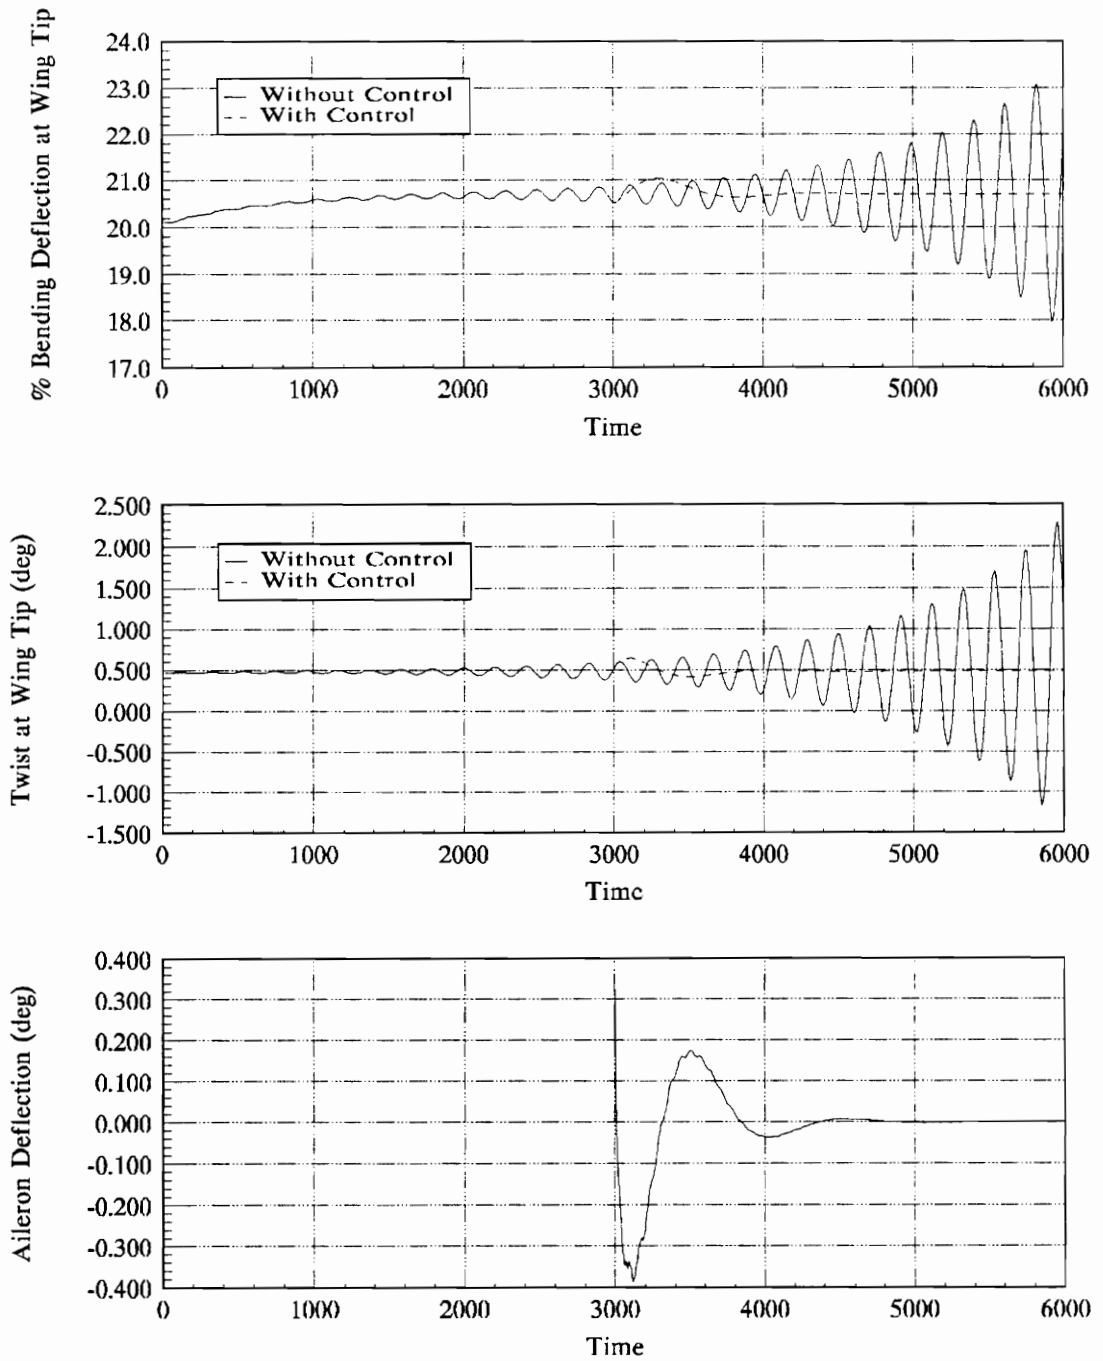 % Bending Deflection at Wing Tip
24.0
23.0
22.0
21.0
20.0
19.0
18.0
17.0
Without Control
With Control
0 1000 2000 3000 4000 5000 6000
Time
Twist at Wing Tip (deg)
2.500
2.000
1.500
1.000
0.500
0.000
-0.500
-1.000
-1.500
Without Control
With Control
0 1000 2000 3000 4000 5000 6000
Time
Aileron Deflection (deg)
0.400
0.300
0.200
0.100
0.000
-0.100
-0.200
-0.300
-0.400
0 1000 2000 3000 4000 5000 6000
Time